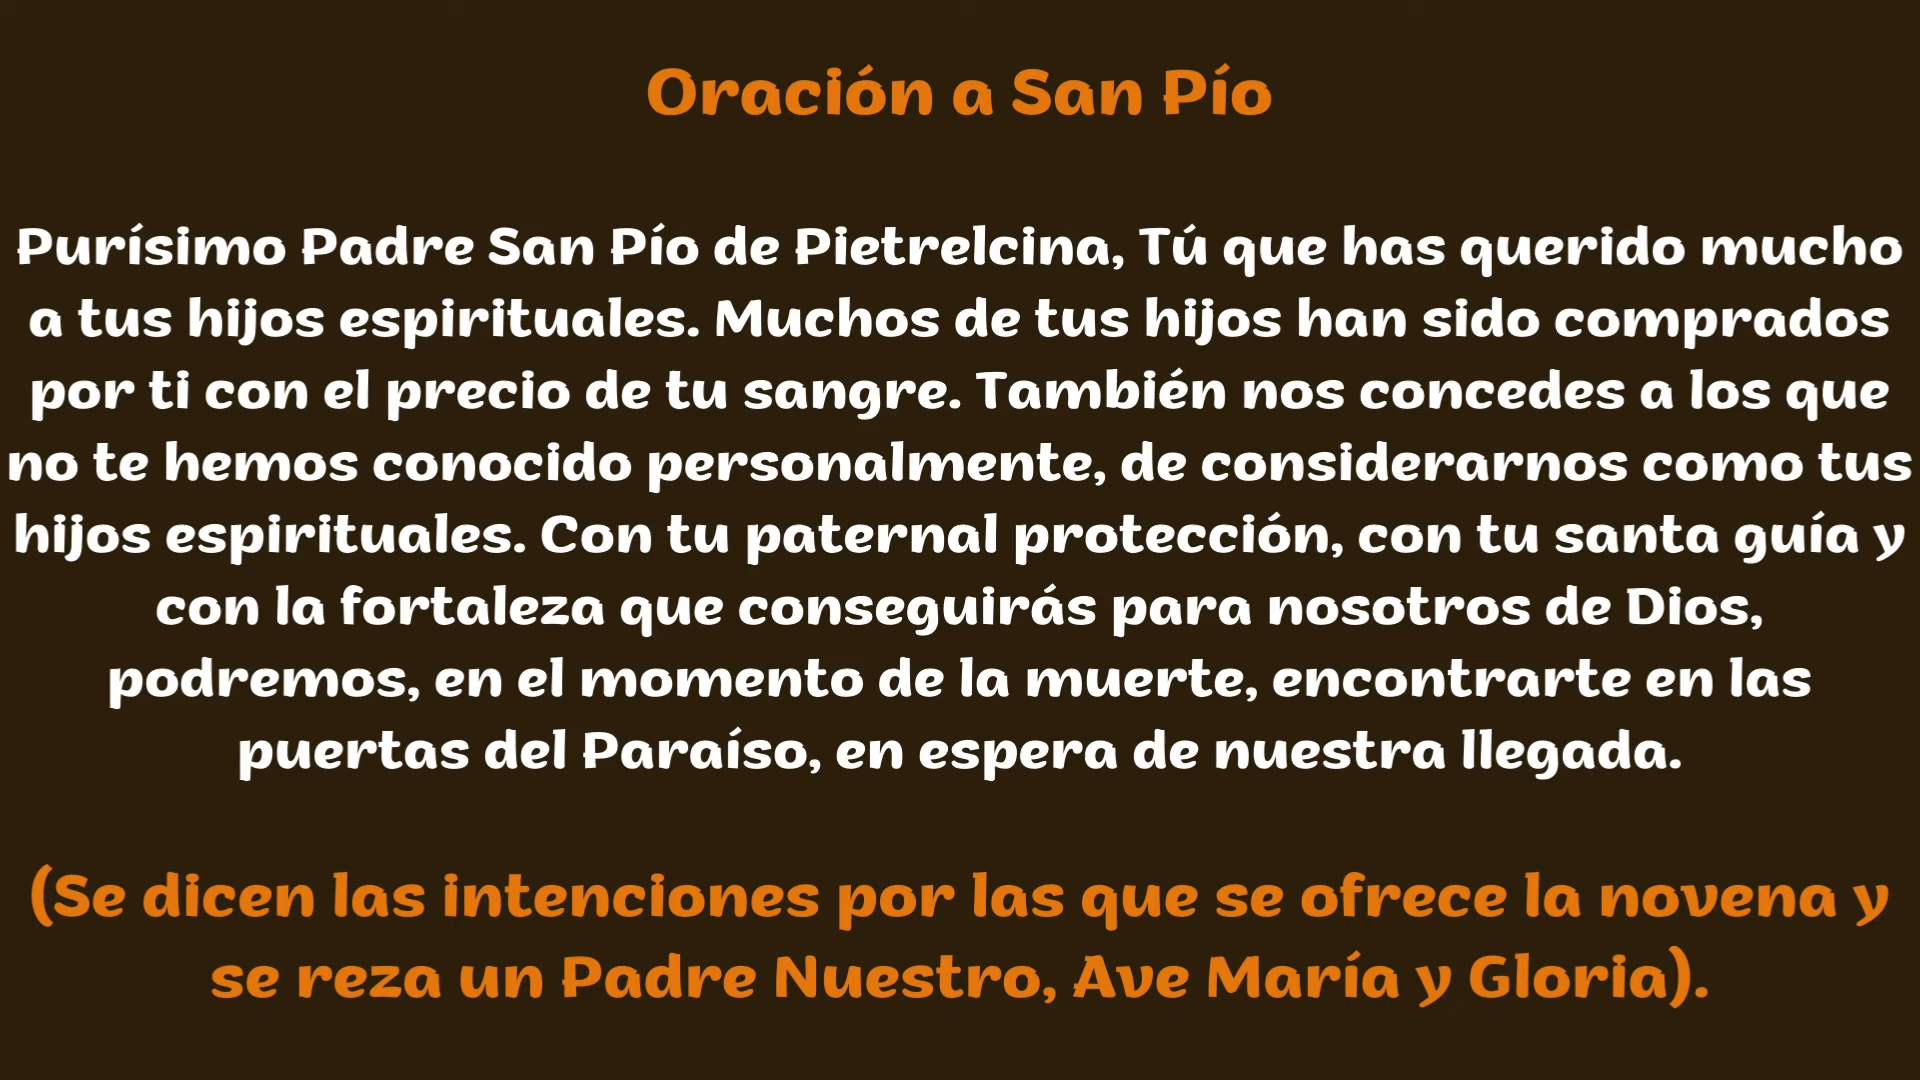 Oración a San Pío
Purísimo Padre San Pío de Pietrelcina, Tú que has querido mucho
a tus hijos espirituales. Muchos de tus hijos han sido comprados
por ti con el precio de tu sangre. También nos concedes a los que
no te hemos conocido personalmente, de considerarnos como tus
hijos espirituales. Con tu paternal protección, con tu santa guía y
con la fortaleza que conseguirás para nosotros de Dios,
podremos, en el momento de la muerte, encontrarte en las
puertas del Paraíso, en espera de nuestra llegada.
(Se dicen las intenciones por las que se ofrece la novena y
se reza un Padre Nuestro, Ave María y Gloria).